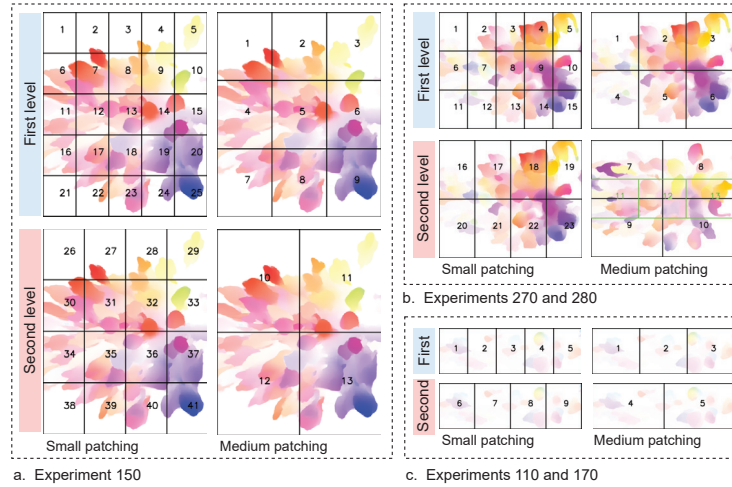 First level
1 2 3 4 5
6 7 8 9 10
11 12 13 14 15
16 17 18 19 20
21 22 23 24 25
1 2 3
4 5 6
7 8 9
Second level
26 27 28 29
30 31 32 33
34 35 36 37
38 39 40 41
10 11
12 13
Small patching
Medium patching
a. Experiment 150
First level
1 2 3 4 5
6 7 8 9 10
11 12 13 14 15
1 2 3
4 5 6
Second level
16 17 18 19
20 21 22 23
7 8
11 12 13
9 10
Small patching
Medium patching
b. Experiments 270 and 280
First
1 2 3 4 5
1 2 3
Second
6 7 8 9
4 5
Small patching
Medium patching
c. Experiments 110 and 170